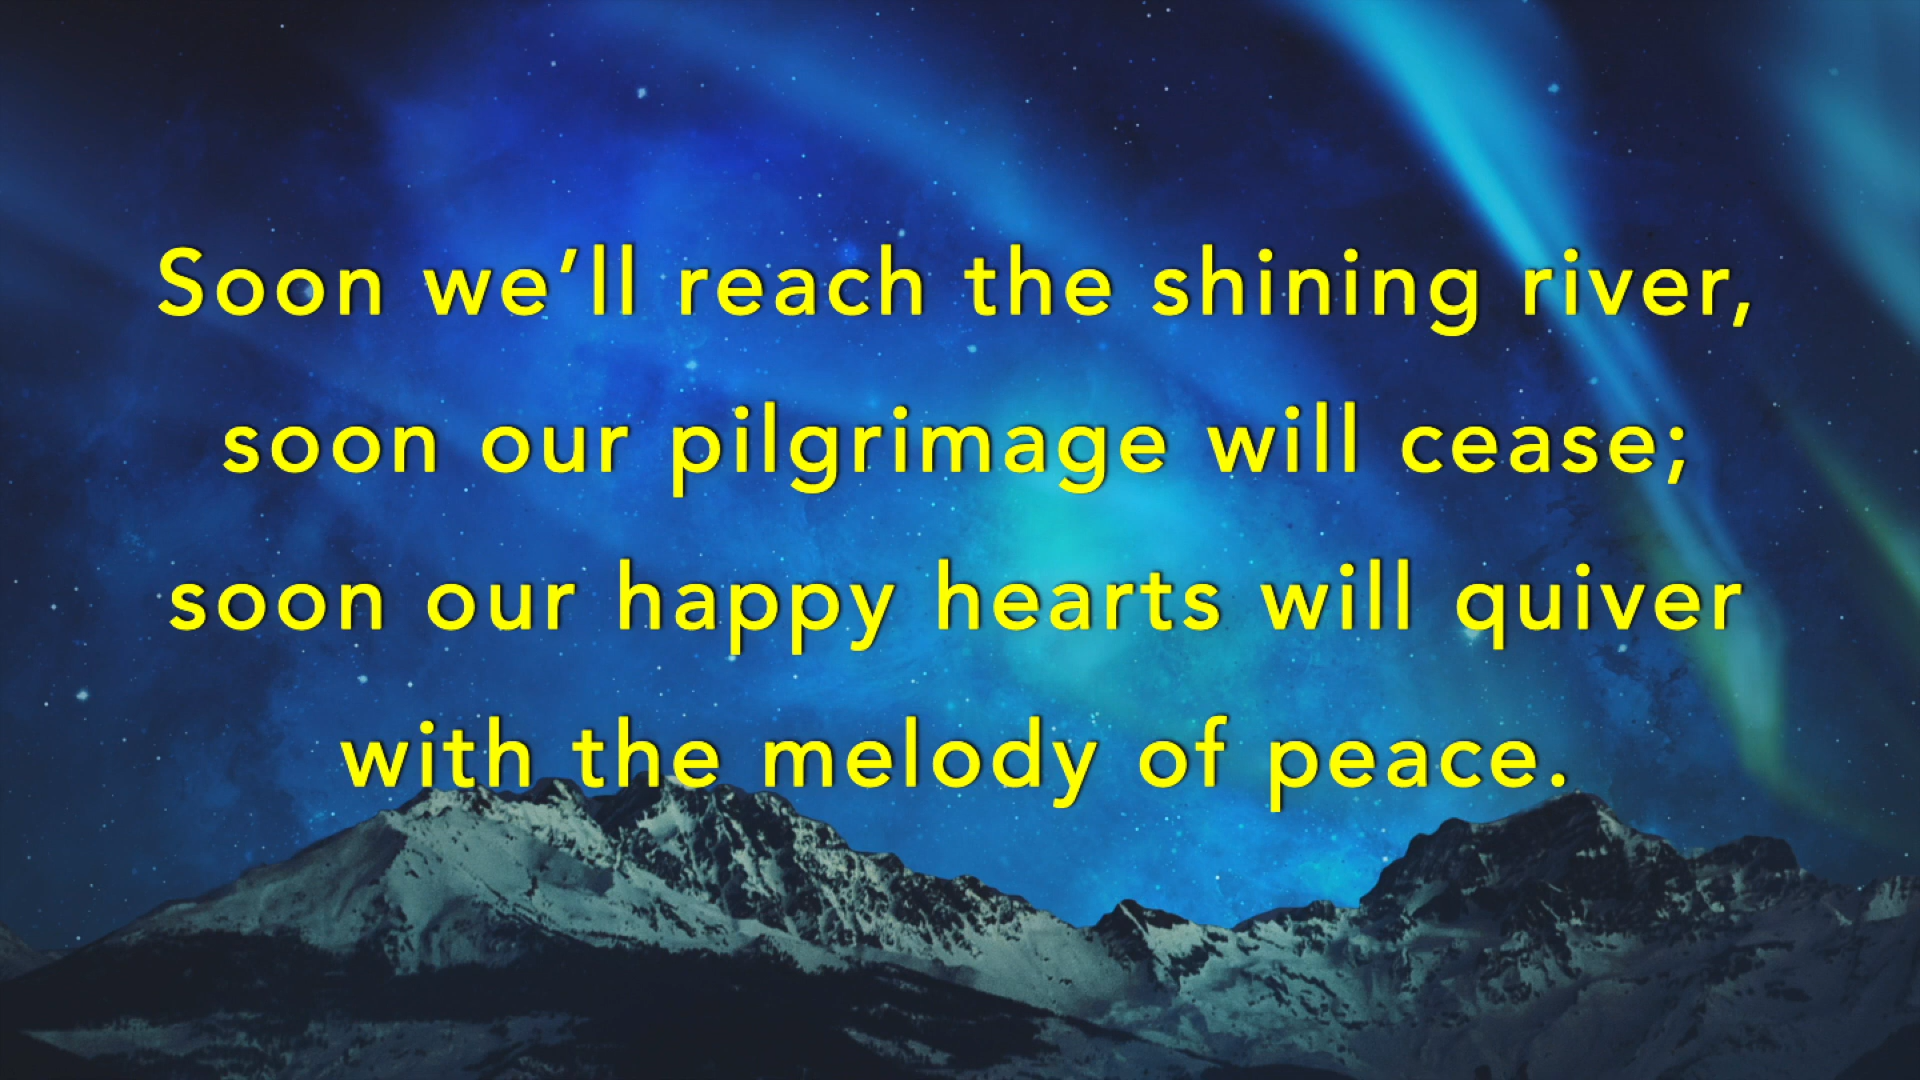 Soon we’ll reach the shining river,
soon our pilgrimage will cease;
soon our happy hearts will quiver
with the melody of peace.